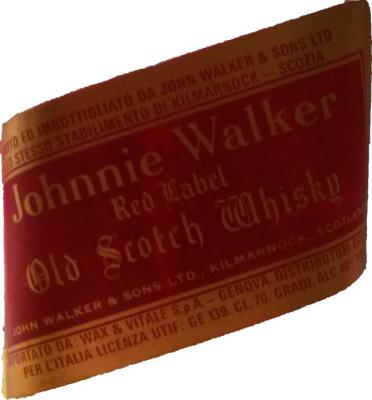 ED IMBOTTIGLIATO DA JOHN WALKER & SONS LTD
STESSO STABILIMENTO DI KILMARNOCK – SCOZIA
Johnnie Walker
Red Label
Old Scotch Whisky
JOHN WALKER & SONS LTD., KILMARNOCK, SCOTLAND
DA: WAX & VITALE S.p.A. – GENOVA DISTRIBUTORI
PER L'ITALIA LICENZA UTIF: GE 139. CL. 70. GRADI. ALC 40